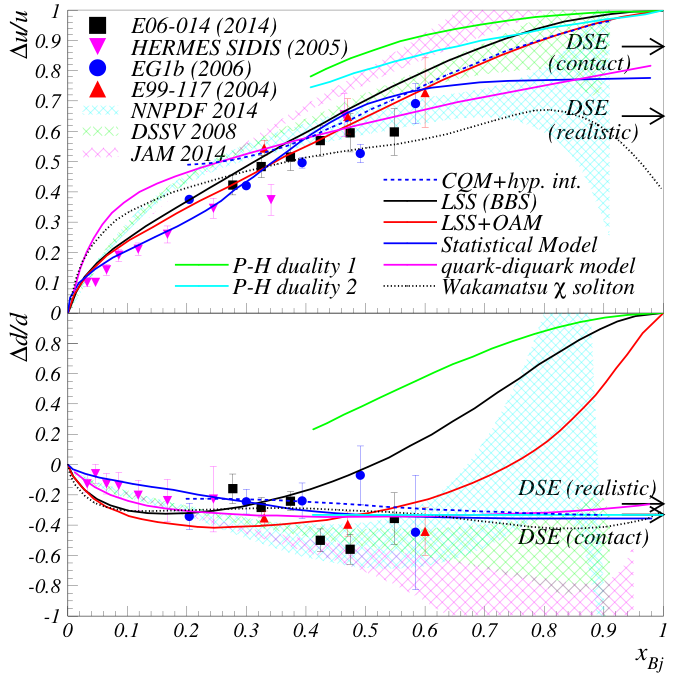 Δu/u
1
0.9
0.8
0.7
0.6
0.5
0.4
0.3
0.2
0.1
0
E06-014 (2014)
HERMES SIDIS (2005)
EG1b (2006)
E99-117 (2004)
NNPDF 2014
DSSV 2008
JAM 2014
DSE
(contact)
DSE
(realistic)
CQM+hyp. int.
LSS (BBS)
LSS+OAM
Statistical Model
quark-diquark model
Wakamatsu χ soliton
P-H duality 1
P-H duality 2
Δd/d
0.8
0.6
0.4
0.2
0
-0.2
-0.4
-0.6
-0.8
-1
DSE (realistic)
DSE (contact)
0 0.1 0.2 0.3 0.4 0.5 0.6 0.7 0.8 0.9 1
xBj